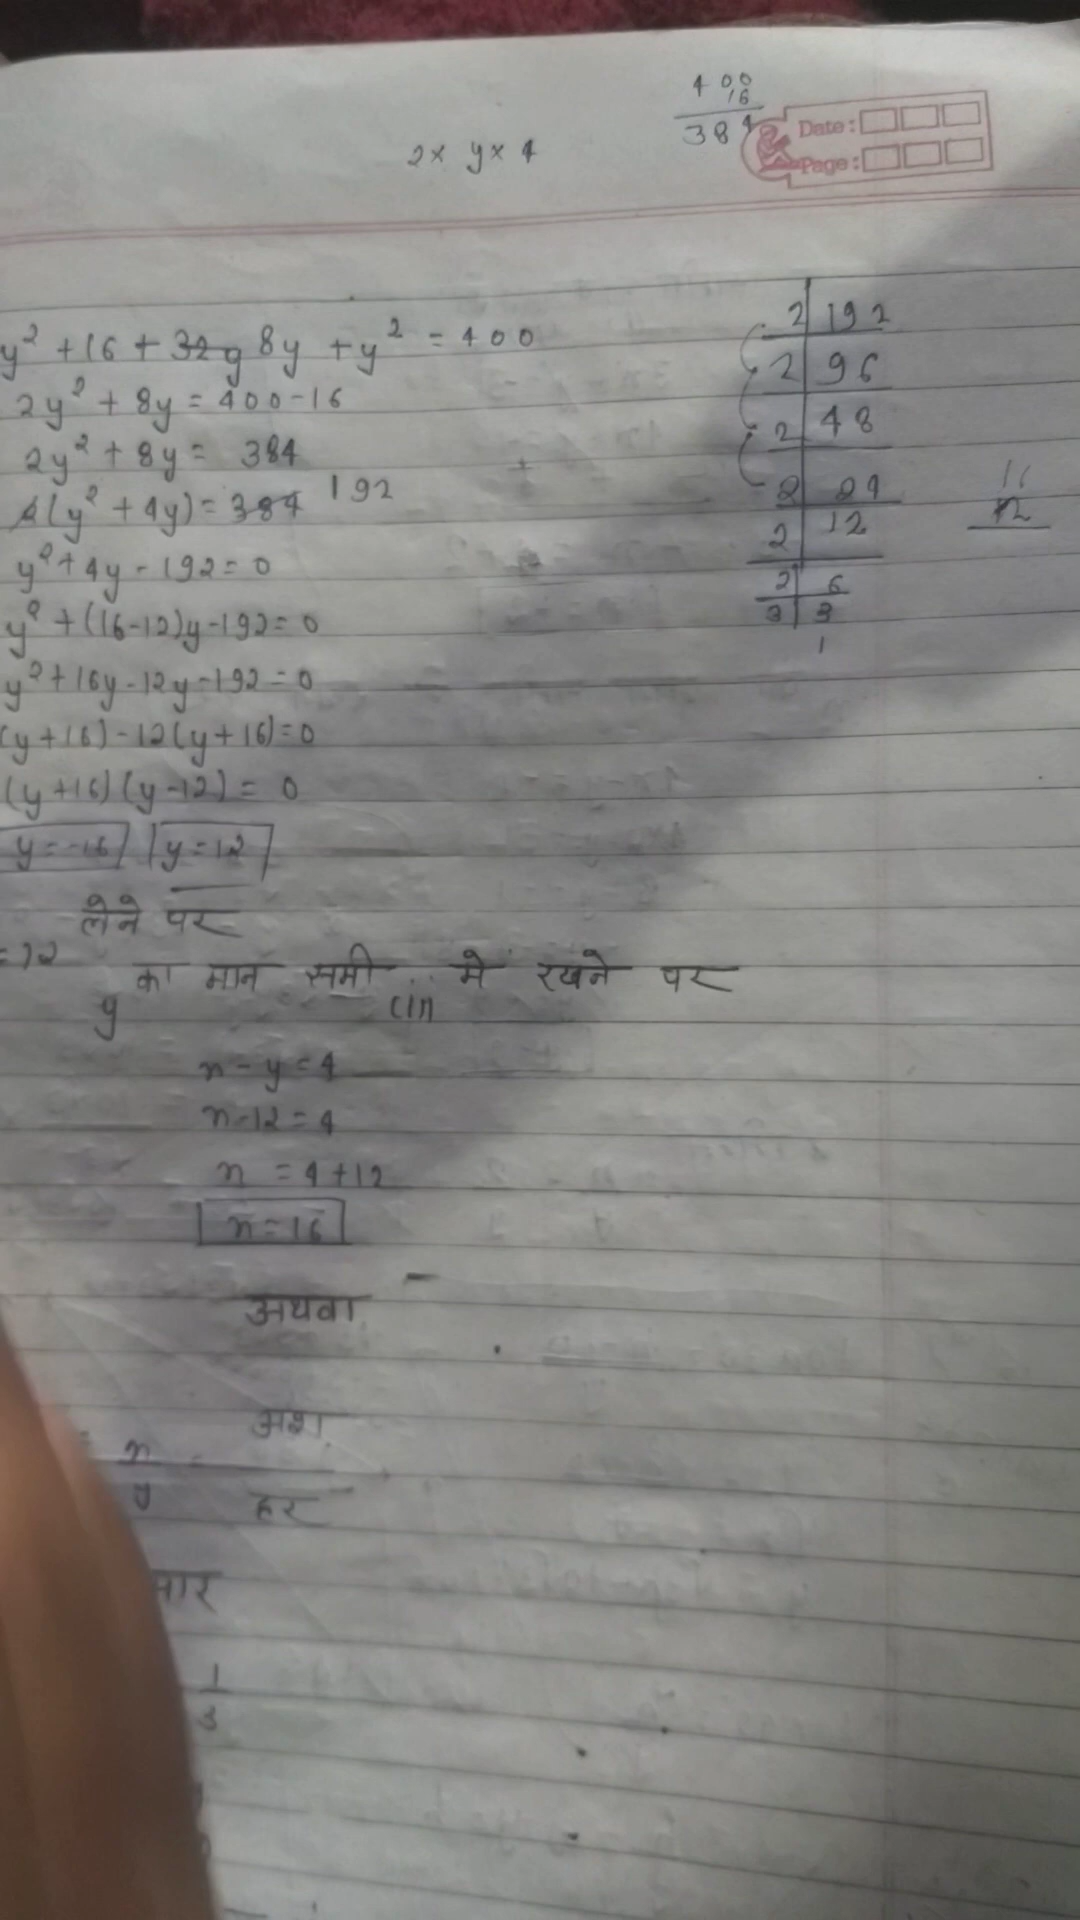 400
16
384
2× y× 4
Date:
Page:
y² +16 + 32y 8y +y² = 400
2y² + 8y = 400-16
2y² + 8y = 384
2(y² + 4y) = 384 192
y²+4y-192=0
y² +(16-12)y-192=0
y²+16y-12y-192=0
(y+16)-12(y+16)=0
(y+16)(y-12) = 0
y=-16 y=12
लेने पर
=12
y का मान समी (ii) में रखने पर
x-y=4
x-12=4
x =4+12
x=16
अथवा
x अंश
y हर
1
3
2 192
2 96
2 48
2 24
2 12
2 6
3 3
1